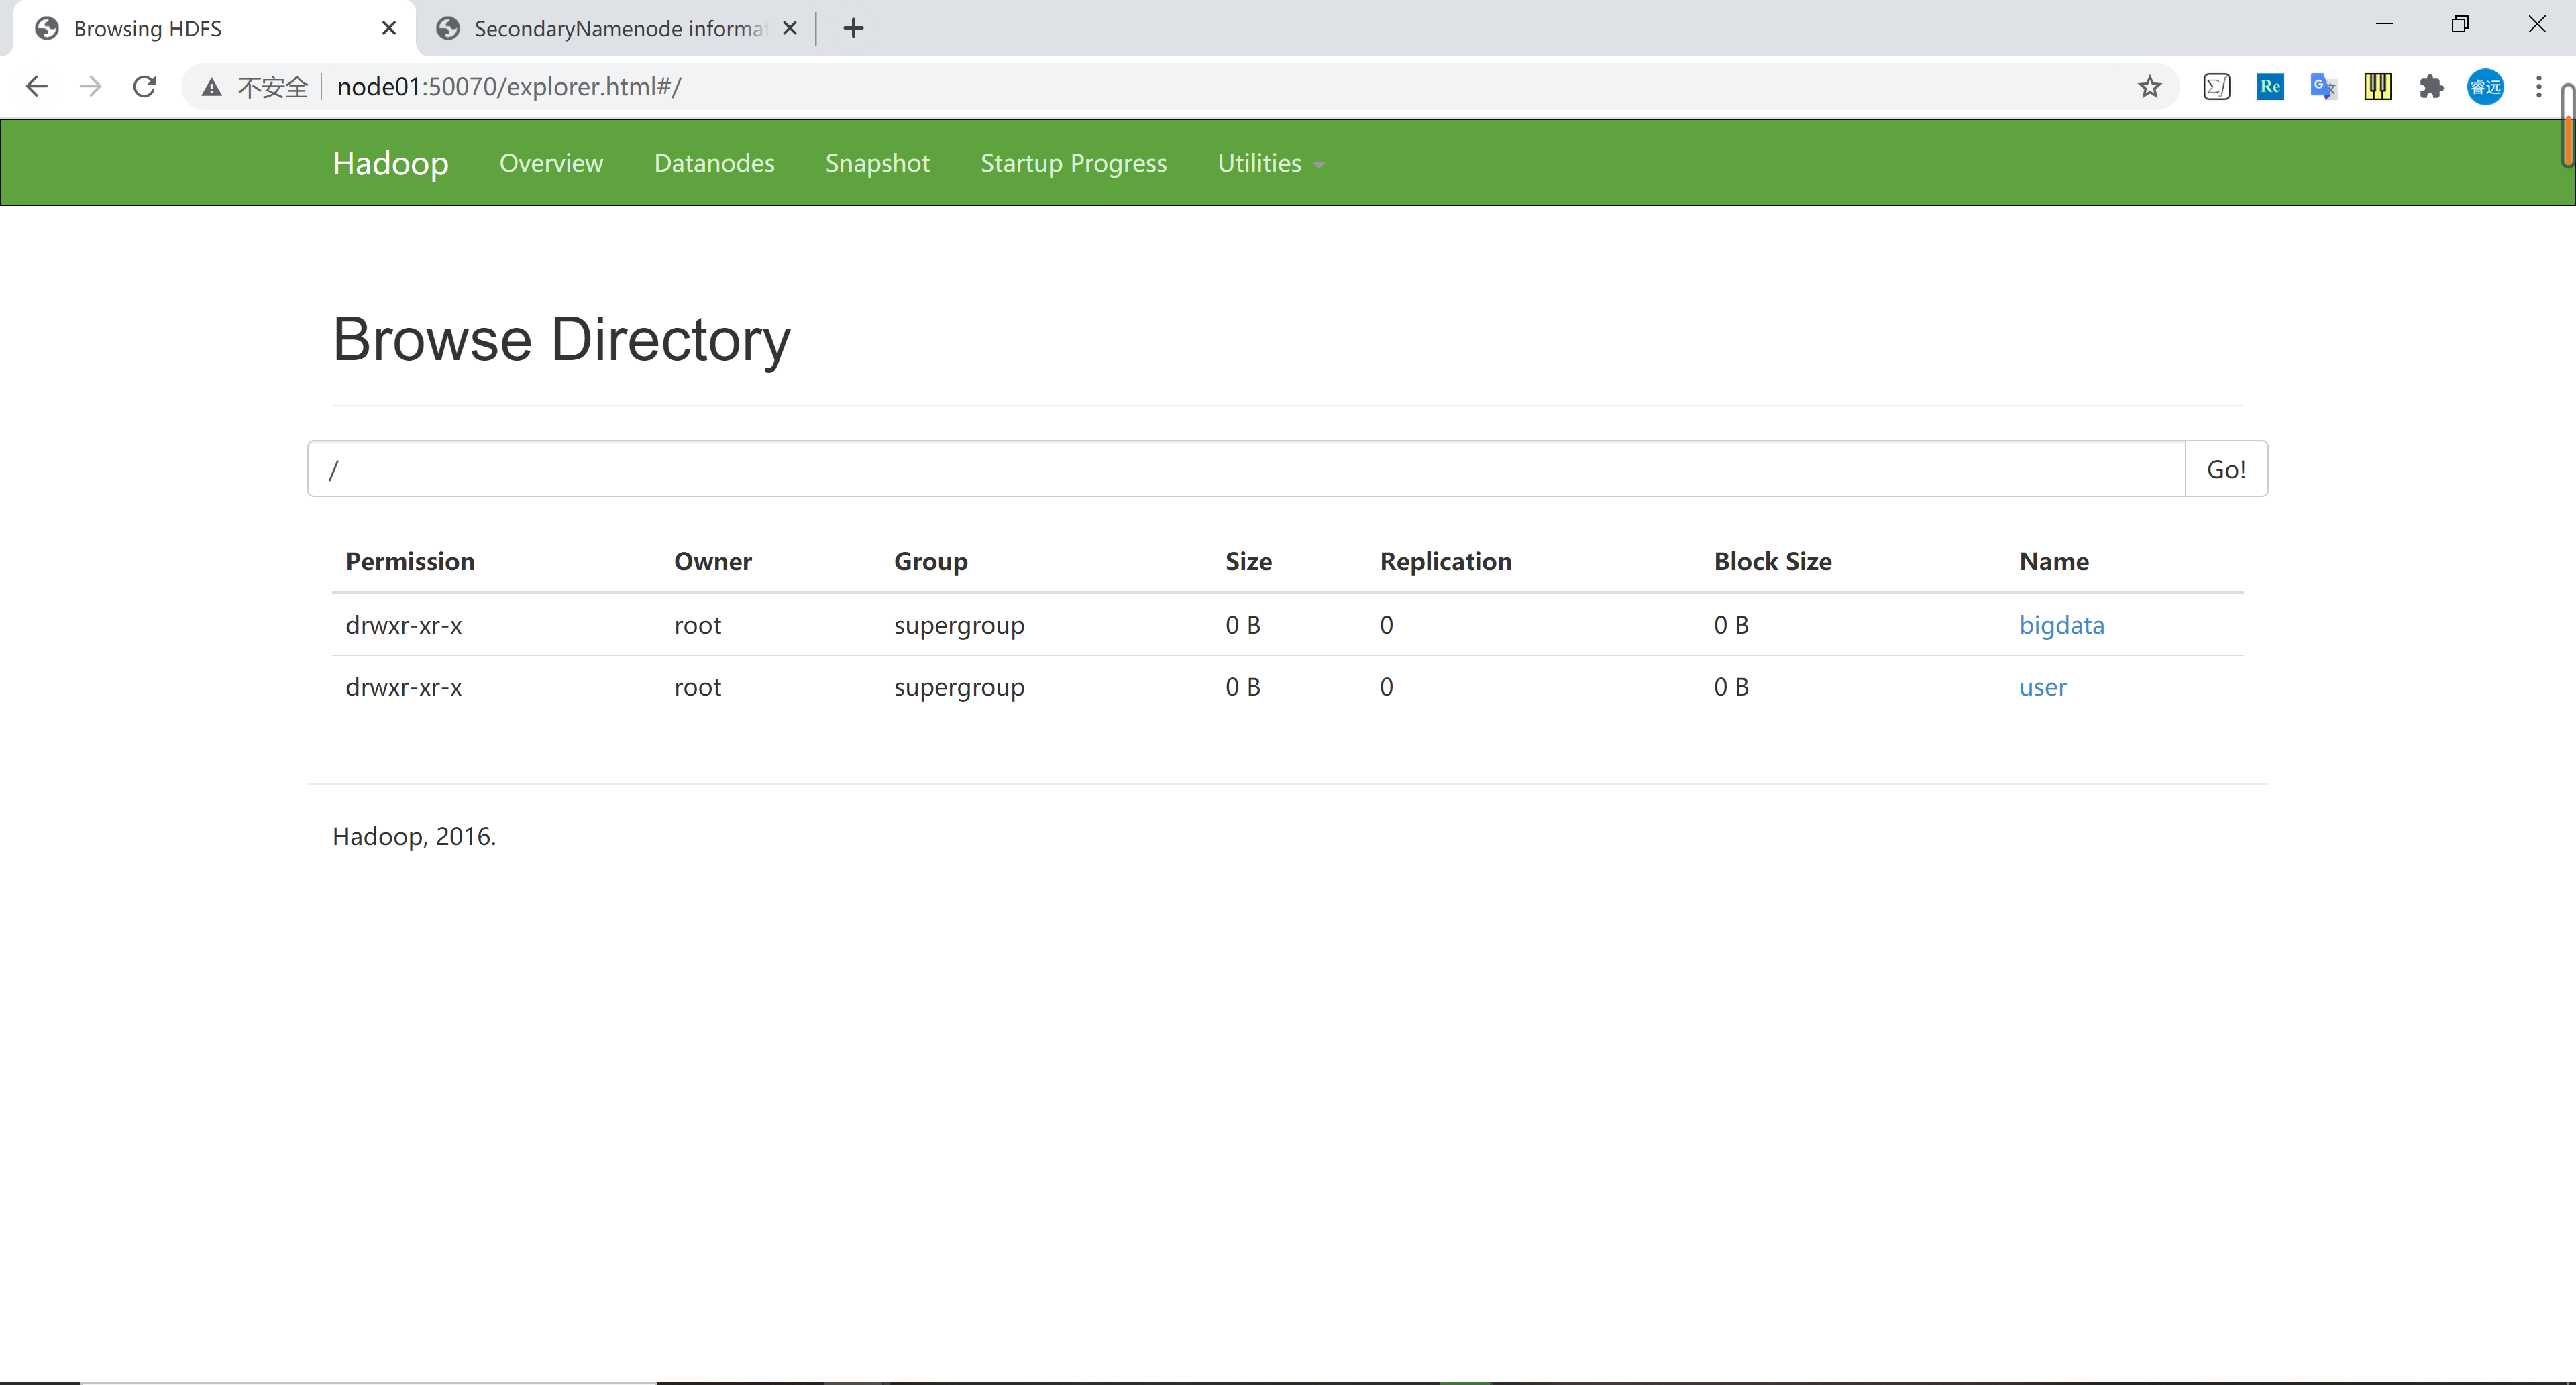 Browsing HDFS
SecondaryNamenode informa
不安全 node01:50070/explorer.html#/
Re
G 文
睿远
Hadoop Overview Datanodes Snapshot Startup Progress Utilities
Browse Directory
/ Go!
Permission Owner Group Size Replication Block Size Name
drwxr-xr-x root supergroup 0 B 0 0 B bigdata
drwxr-xr-x root supergroup 0 B 0 0 B user
Hadoop, 2016.